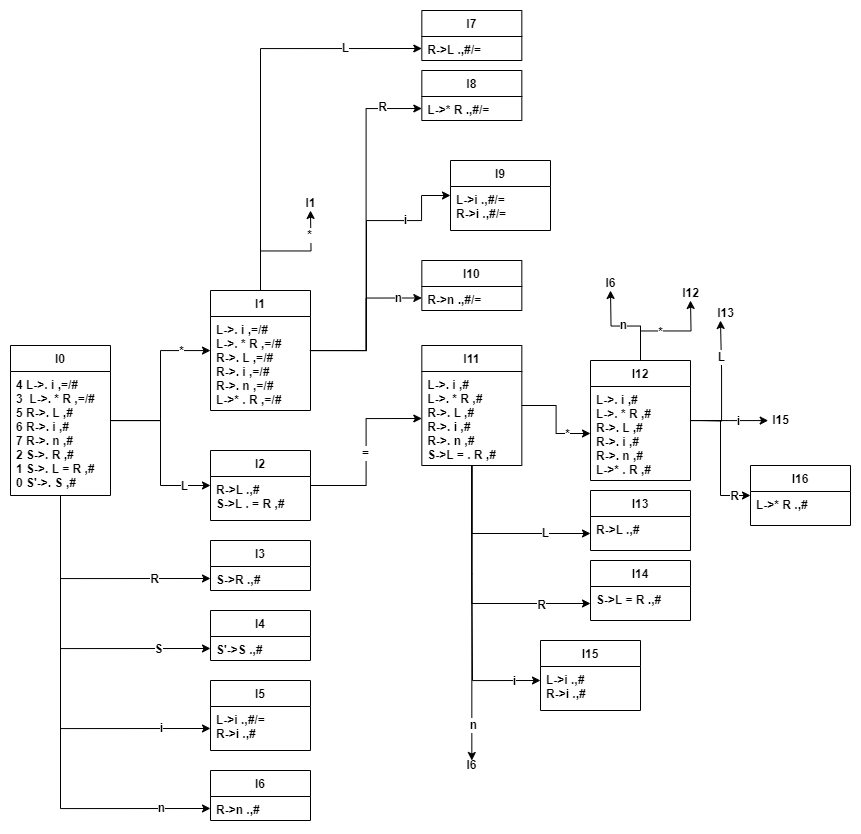 I7
R->L .,#/=
L
I8
L->* R .,#/=
R
I9
L->i .,#/=
R->i .,#/=
i
I1
*
I10
R->n .,#/=
n
I1
L->. i ,=/#
L->. * R ,=/#
R->. L ,=/#
R->. i ,=/#
R->. n ,=/#
L->* . R ,=/#
*
I0
4 L->. i ,=/#
3 L->. * R ,=/#
5 R->. L ,#
6 R->. i ,#
7 R->. n ,#
2 S->. R ,#
1 S->. L = R ,#
0 S'->. S ,#
I11
L->. i ,#
L->. * R ,#
R->. L ,#
R->. i ,#
R->. n ,#
S->L = . R ,#
=
I6
n
I12
*
I13
L
I12
L->. i ,#
L->. * R ,#
R->. L ,#
R->. i ,#
R->. n ,#
L->* . R ,#
*
i
I15
I2
R->L .,#
S->L . = R ,#
L
I16
L->* R .,#
R
I13
R->L .,#
L
I3
S->R .,#
R
I14
S->L = R .,#
R
I4
S'->S .,#
S
I15
L->i .,#
R->i .,#
i
I5
L->i .,#/=
R->i .,#
i
n
I6
I6
R->n .,#
n